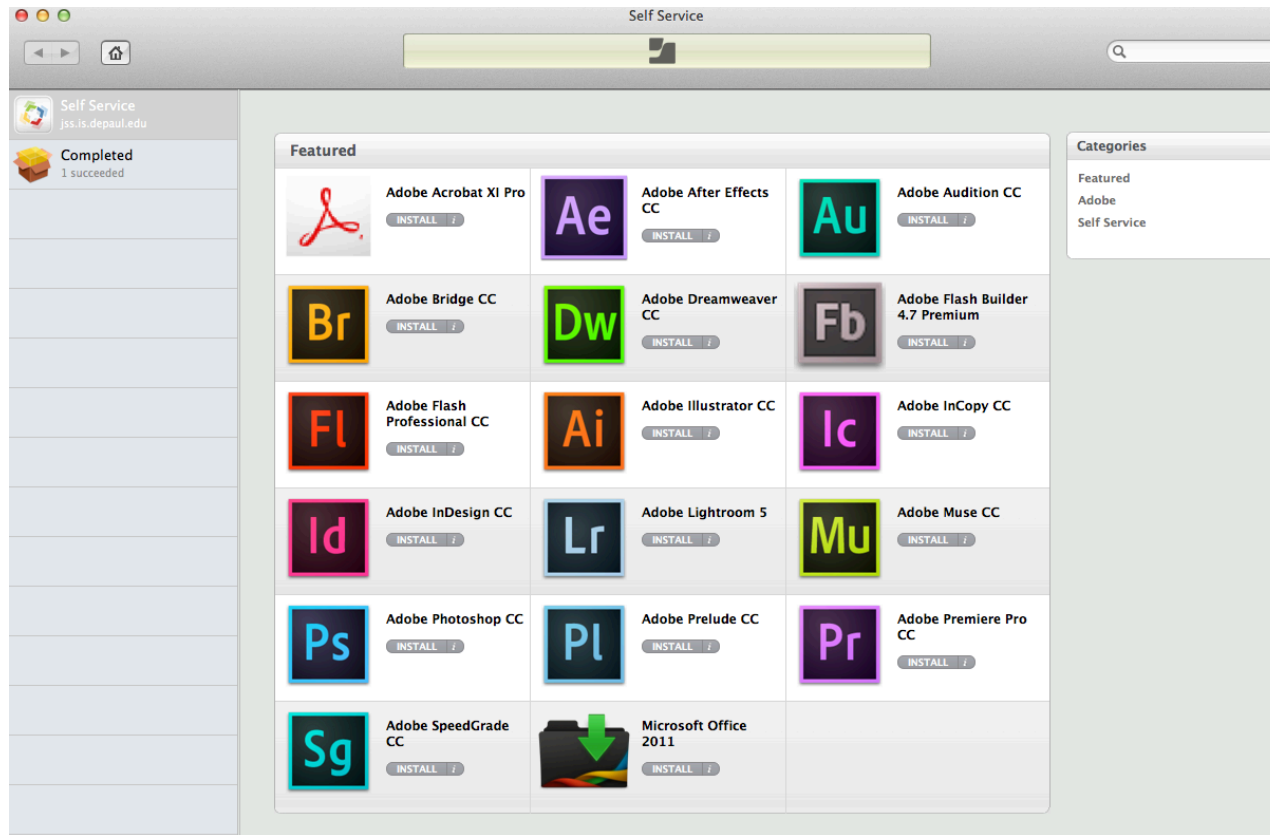 Self Service
Self Service
jss.is.depaul.edu
Completed
1 succeeded
Featured
Adobe Acrobat XI Pro
INSTALL i
Ae
Adobe After Effects
CC
INSTALL i
Au
Adobe Audition CC
INSTALL i
Br
Adobe Bridge CC
INSTALL i
Dw
Adobe Dreamweaver
CC
INSTALL i
Fb
Adobe Flash Builder
4.7 Premium
INSTALL i
Fl
Adobe Flash
Professional CC
INSTALL i
Ai
Adobe Illustrator CC
INSTALL i
Ic
Adobe InCopy CC
INSTALL i
Id
Adobe InDesign CC
INSTALL i
Lr
Adobe Lightroom 5
INSTALL i
Mu
Adobe Muse CC
INSTALL i
Ps
Adobe Photoshop CC
INSTALL i
Pl
Adobe Prelude CC
INSTALL i
Pr
Adobe Premiere Pro
CC
INSTALL i
Sg
Adobe SpeedGrade
CC
INSTALL i
Microsoft Office
2011
INSTALL i
Categories
Featured
Adobe
Self Service